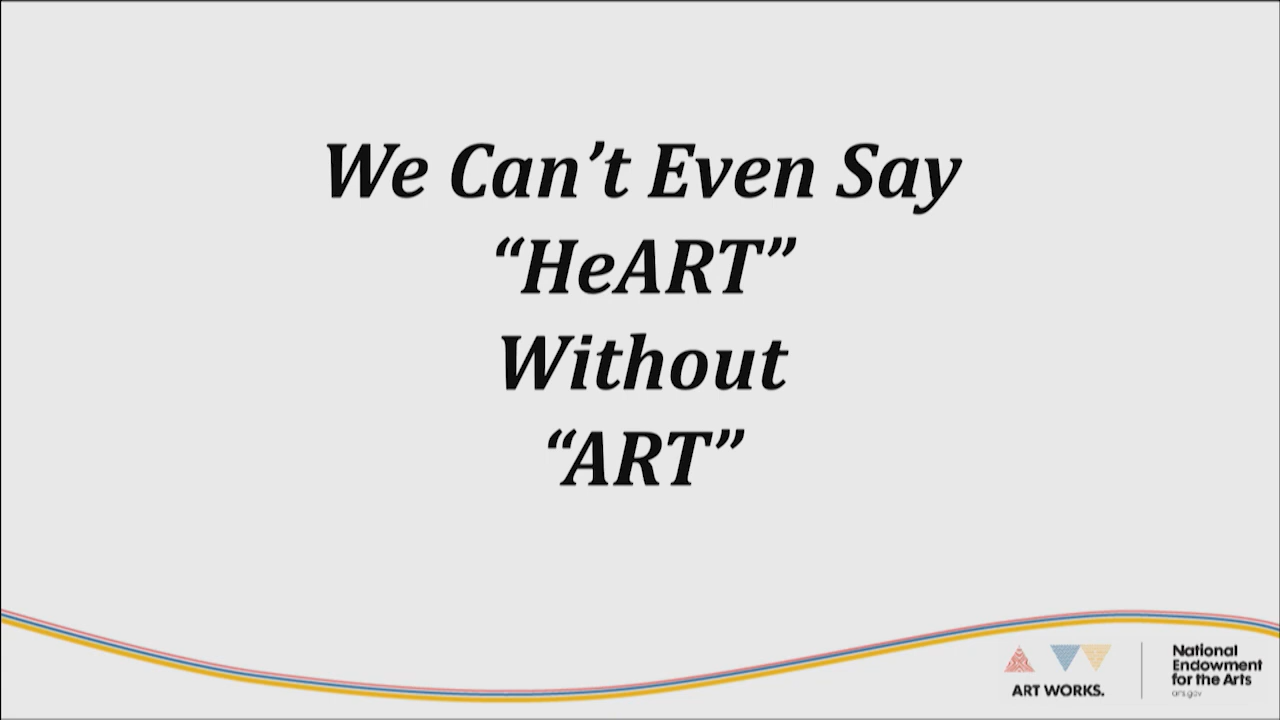 We Can’t Even Say
“HeART”
Without
“ART”
ART WORKS.
National
Endowment
for the Arts
arts.gov